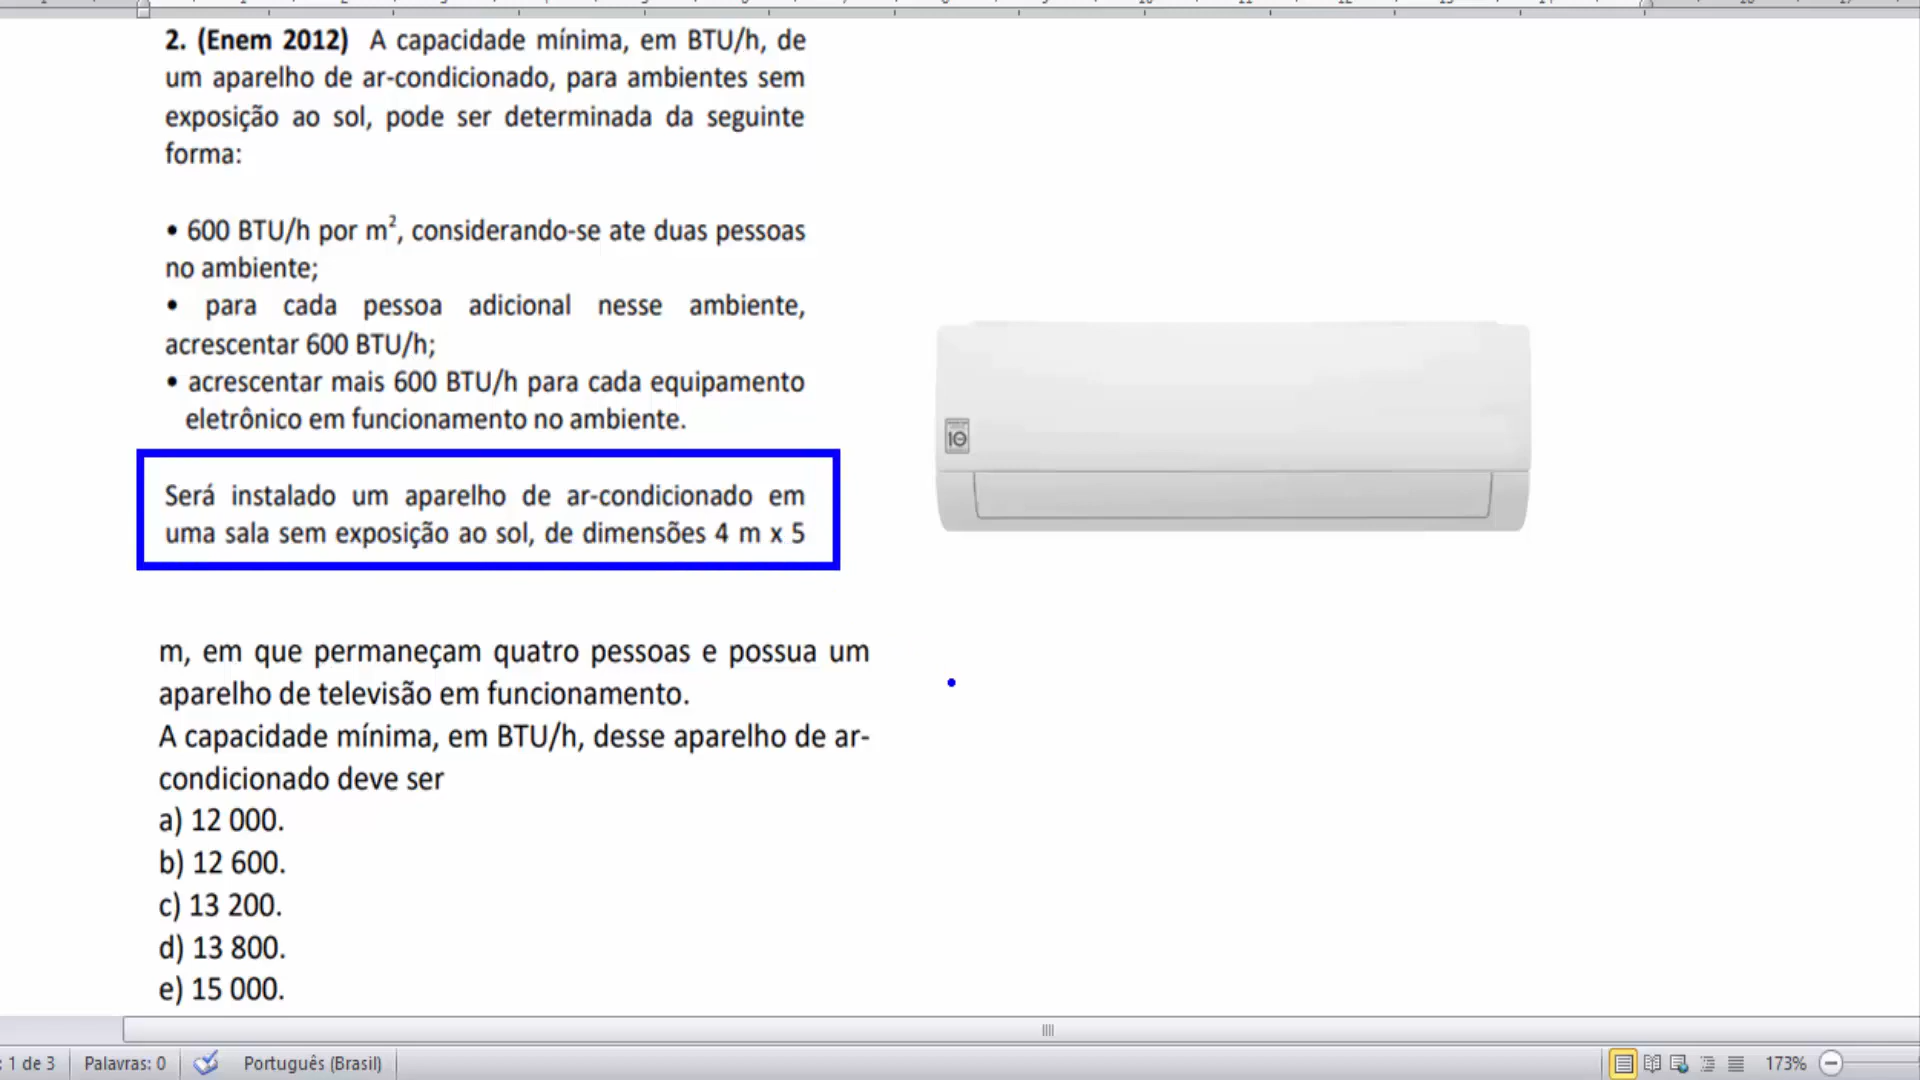 2. (Enem 2012) A capacidade mínima, em BTU/h, de
um aparelho de ar-condicionado, para ambientes sem
exposição ao sol, pode ser determinada da seguinte
forma:
• 600 BTU/h por m², considerando-se ate duas pessoas
no ambiente;
• para cada pessoa adicional nesse ambiente,
acrescentar 600 BTU/h;
• acrescentar mais 600 BTU/h para cada equipamento
eletrônico em funcionamento no ambiente.
Será instalado um aparelho de ar-condicionado em
uma sala sem exposição ao sol, de dimensões 4 m x 5
10
m, em que permaneçam quatro pessoas e possua um
aparelho de televisão em funcionamento.
A capacidade mínima, em BTU/h, desse aparelho de ar-
condicionado deve ser
a) 12 000.
b) 12 600.
c) 13 200.
d) 13 800.
e) 15 000.
: 1 de 3 Palavras: 0 Português (Brasil) 173%